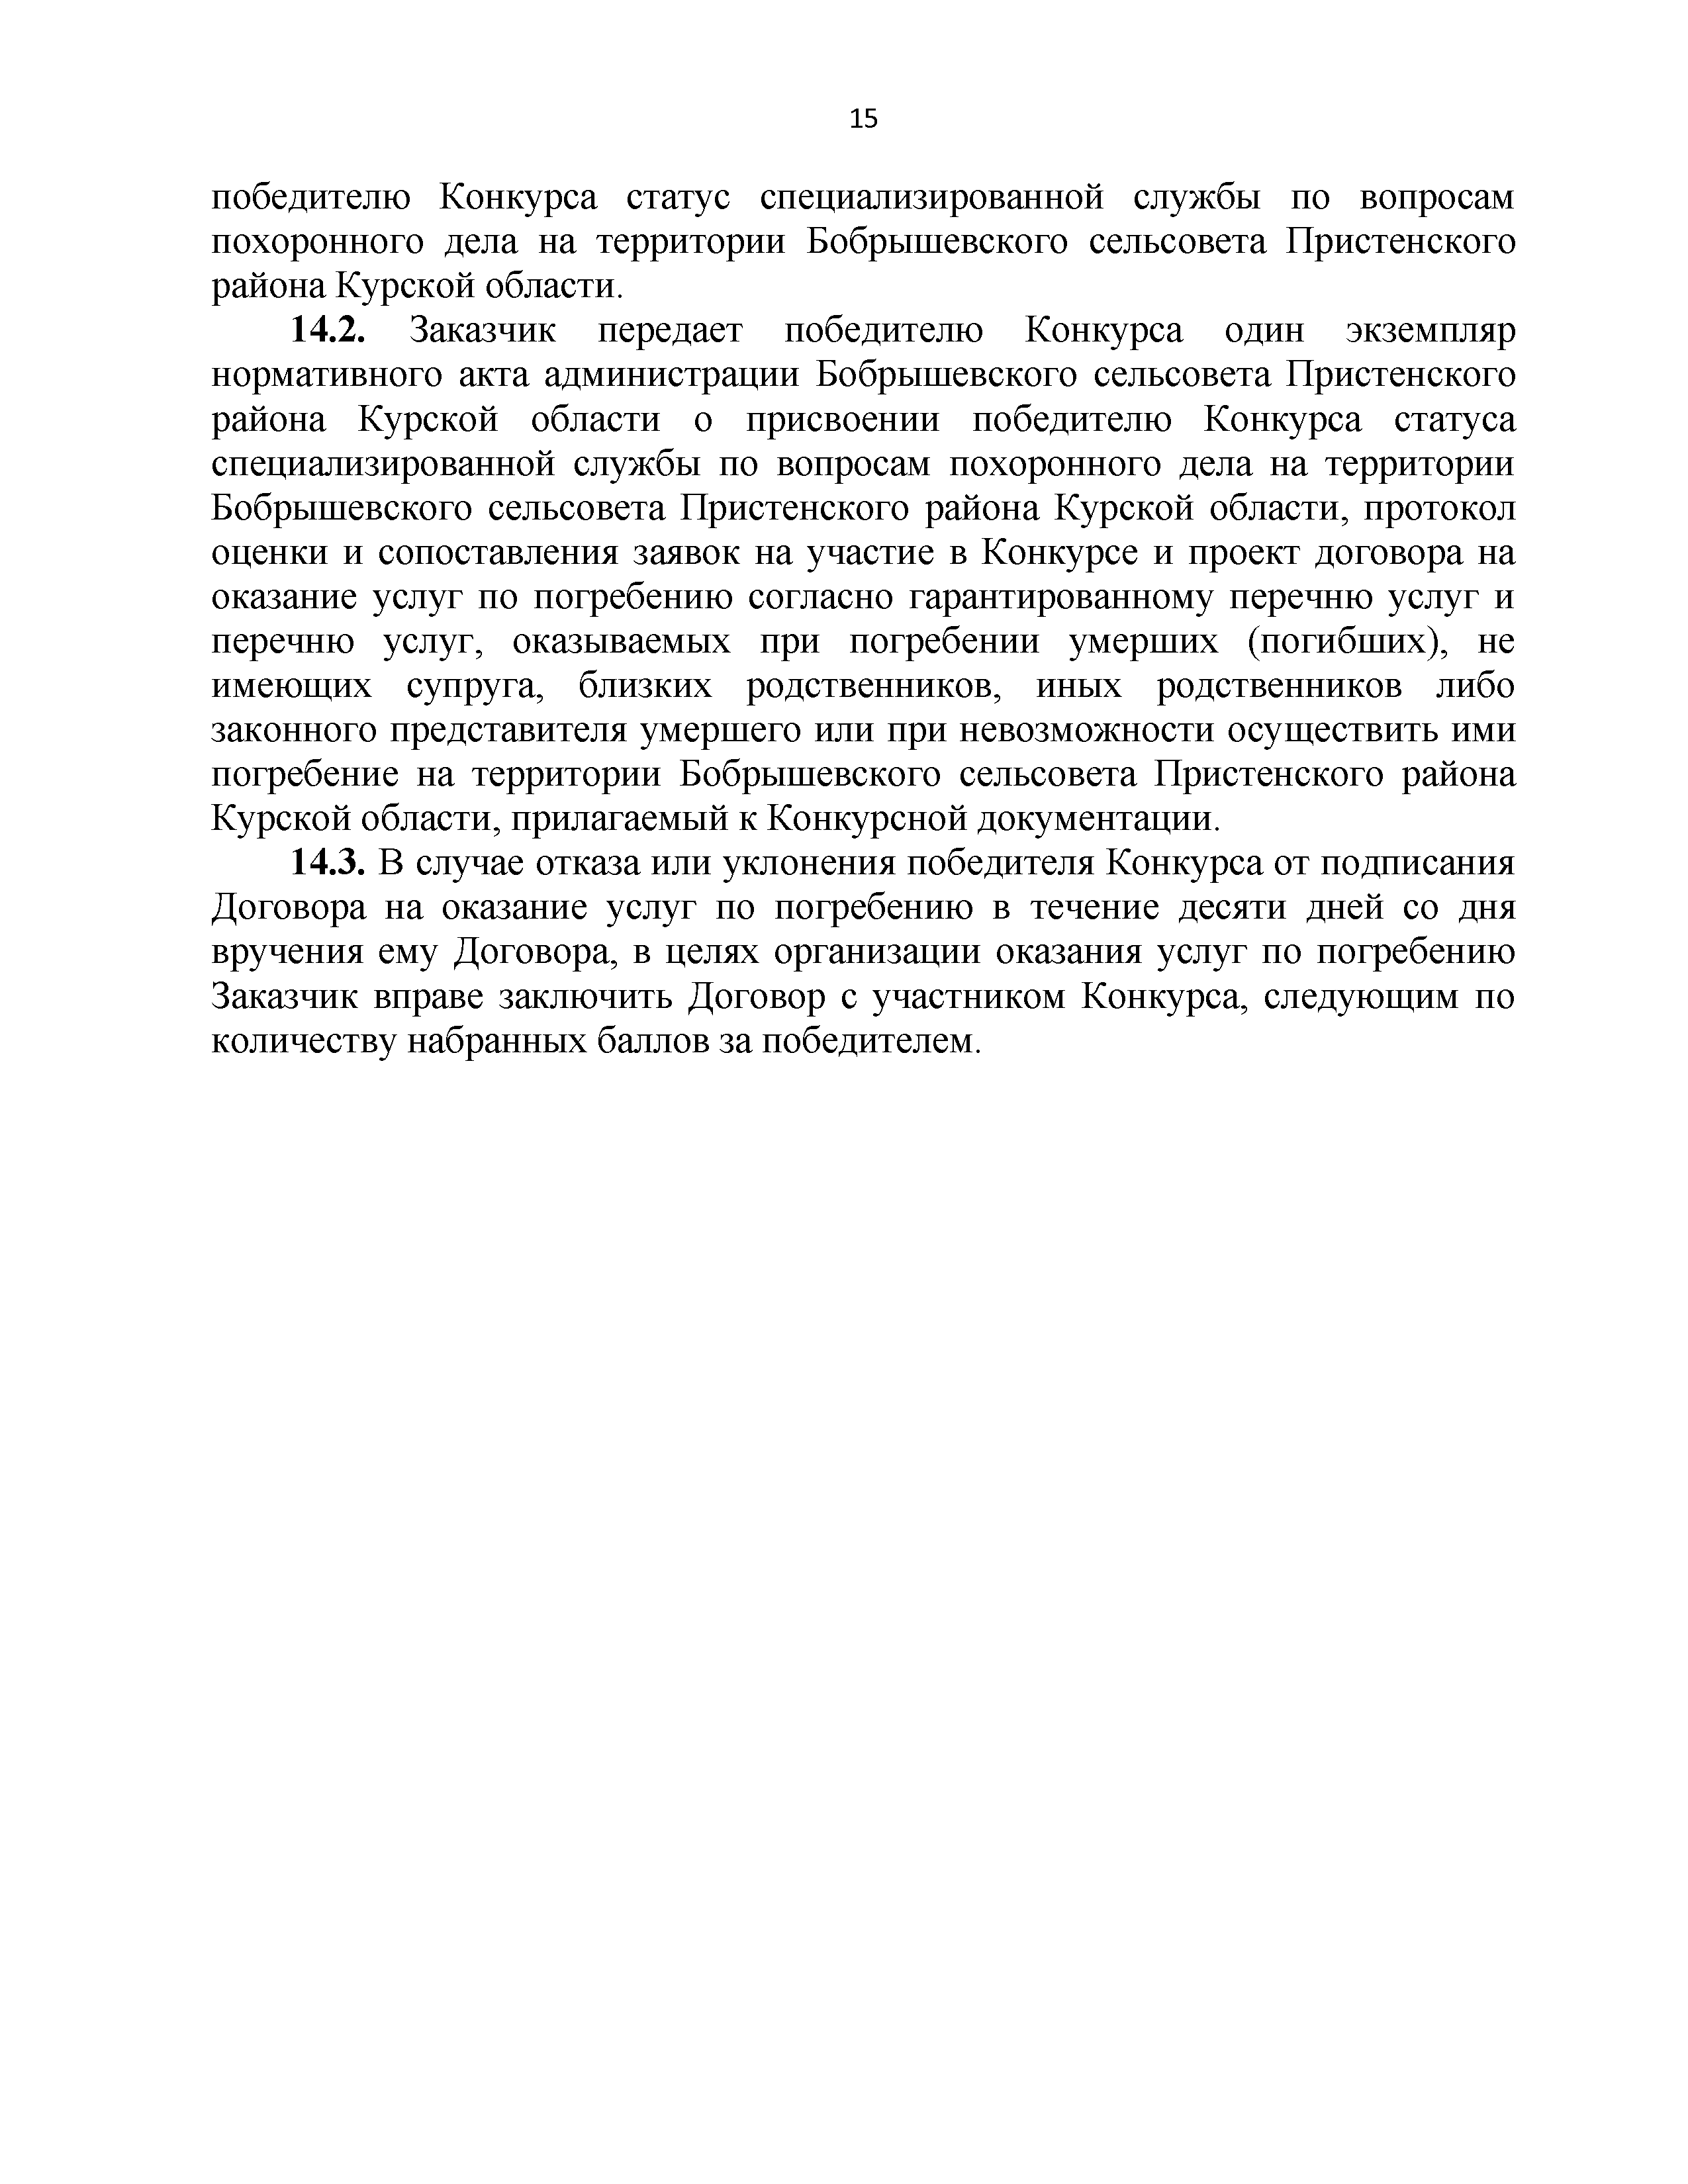 15
победителю Конкурса статус специализированной службы по вопросам
похоронного дела на территории Бобрышевского сельсовета Пристенского
района Курской области.
14.2. Заказчик передает победителю Конкурса один экземпляр
нормативного акта администрации Бобрышевского сельсовета Пристенского
района Курской области о присвоении победителю Конкурса статуса
специализированной службы по вопросам похоронного дела на территории
Бобрышевского сельсовета Пристенского района Курской области, протокол
оценки и сопоставления заявок на участие в Конкурсе и проект договора на
оказание услуг по погребению согласно гарантированному перечню услуг и
перечню услуг, оказываемых при погребении умерших (погибших), не
имеющих супруга, близких родственников, иных родственников либо
законного представителя умершего или при невозможности осуществить ими
погребение на территории Бобрышевского сельсовета Пристенского района
Курской области, прилагаемый к Конкурсной документации.
14.3. В случае отказа или уклонения победителя Конкурса от подписания
Договора на оказание услуг по погребению в течение десяти дней со дня
вручения ему Договора, в целях организации оказания услуг по погребению
Заказчик вправе заключить Договор с участником Конкурса, следующим по
количеству набранных баллов за победителем.